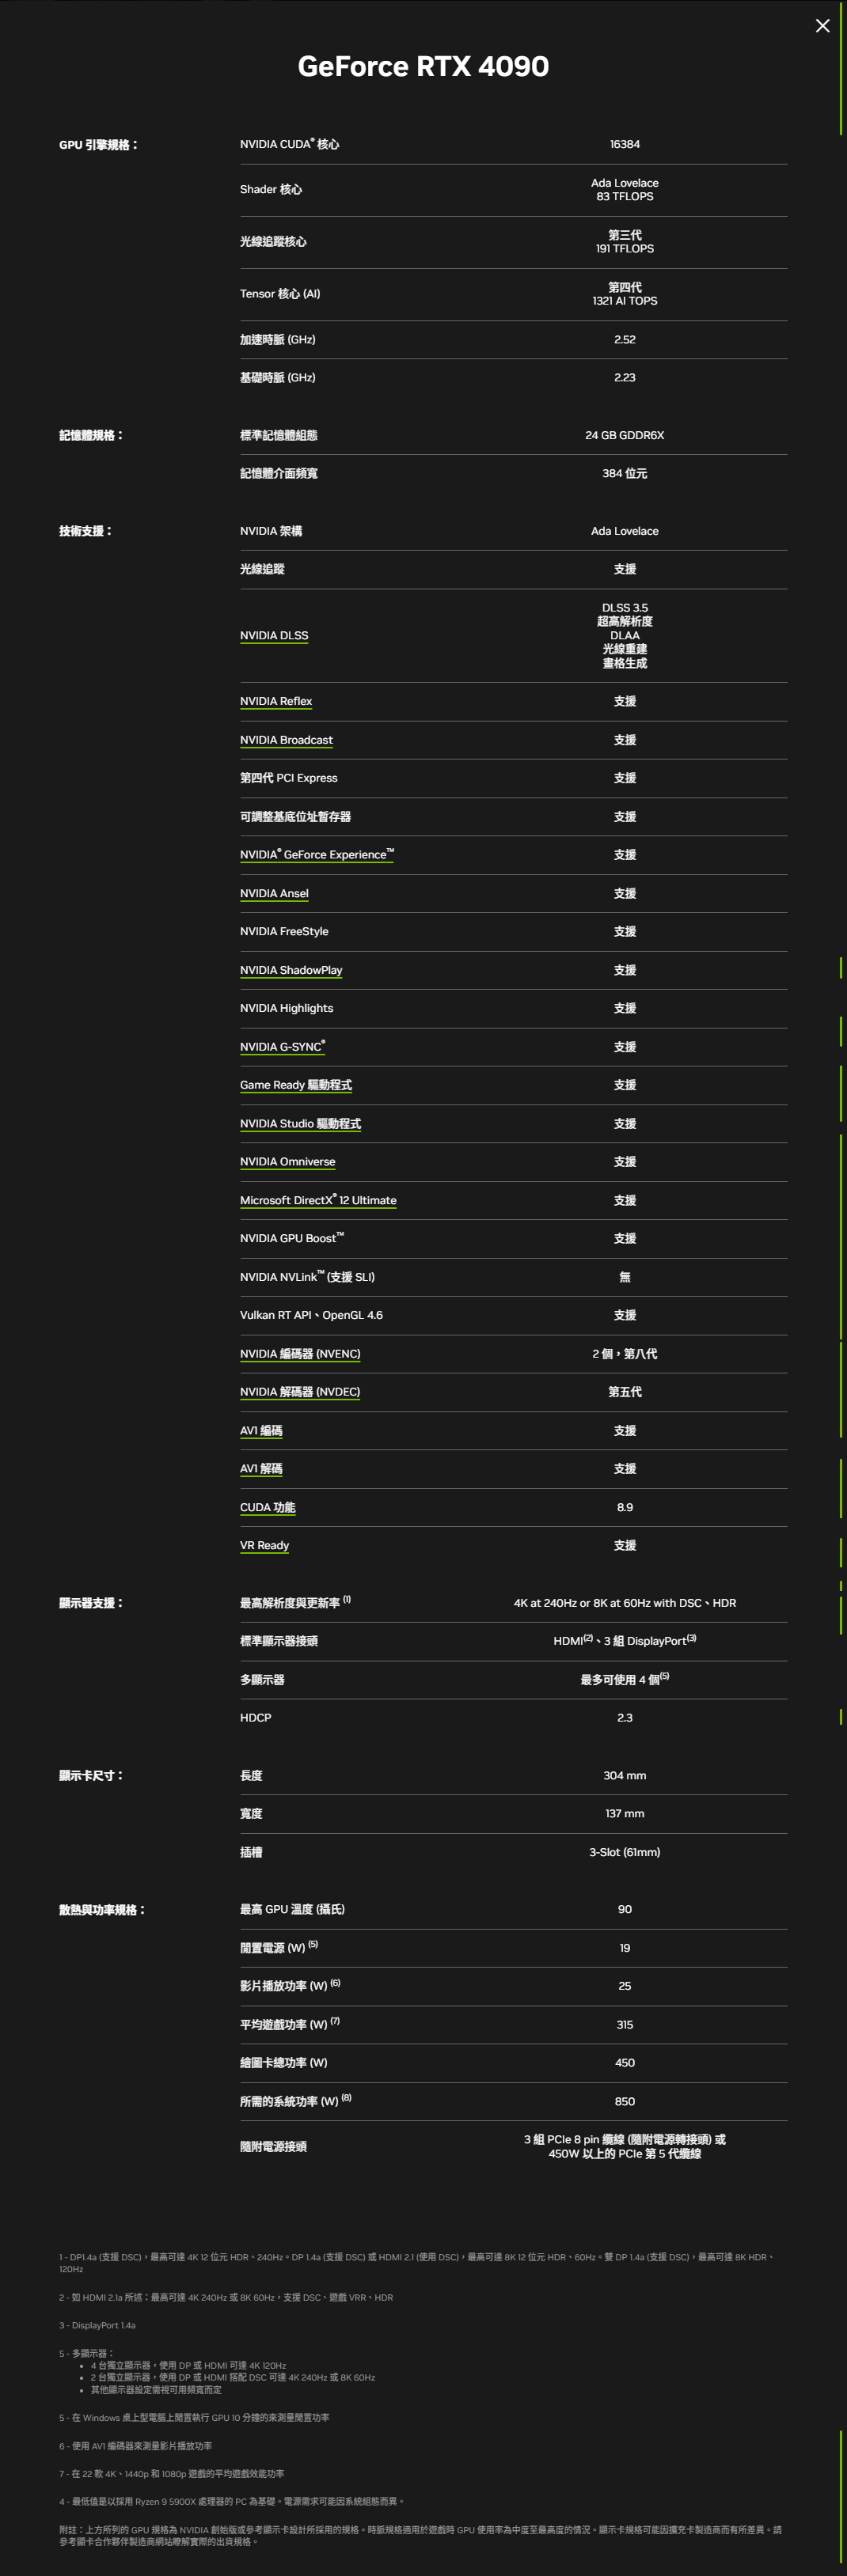 GeForce RTX 4090
GPU 引擎規格：
NVIDIA CUDA® 核心
16384
Shader 核心
Ada Lovelace
83 TFLOPS
光線追蹤核心
第三代
191 TFLOPS
Tensor 核心 (AI)
第四代
1321 AI TOPS
加速時脈 (GHz)
2.52
基礎時脈 (GHz)
2.23
記憶體規格：
標準記憶體組態
24 GB GDDR6X
記憶體介面頻寬
384 位元
技術支援：
NVIDIA 架構
Ada Lovelace
光線追蹤
支援
NVIDIA DLSS
DLSS 3.5
超高解析度
DLAA
光線重建
畫格生成
NVIDIA Reflex
支援
NVIDIA Broadcast
支援
第四代 PCI Express
支援
可調整基底位址暫存器
支援
NVIDIA® GeForce Experience™
支援
NVIDIA Ansel
支援
NVIDIA FreeStyle
支援
NVIDIA ShadowPlay
支援
NVIDIA Highlights
支援
NVIDIA G-SYNC®
支援
Game Ready 驅動程式
支援
NVIDIA Studio 驅動程式
支援
NVIDIA Omniverse
支援
Microsoft DirectX® 12 Ultimate
支援
NVIDIA GPU Boost™
支援
NVIDIA NVLink™ (支援 SLI)
無
Vulkan RT API、OpenGL 4.6
支援
NVIDIA 編碼器 (NVENC)
2 個，第八代
NVIDIA 解碼器 (NVDEC)
第五代
AV1 編碼
支援
AV1 解碼
支援
CUDA 功能
8.9
VR Ready
支援
顯示器支援：
最高解析度與更新率 (1)
4K at 240Hz or 8K at 60Hz with DSC、HDR
標準顯示器接頭
HDMI(2)、3 組 DisplayPort(3)
多顯示器
最多可使用 4 個(5)
HDCP
2.3
顯示卡尺寸：
長度
304 mm
寬度
137 mm
插槽
3-Slot (61mm)
散熱與功率規格：
最高 GPU 溫度 (攝氏)
90
閒置電源 (W) (5)
19
影片播放功率 (W) (6)
25
平均遊戲功率 (W) (7)
315
繪圖卡總功率 (W)
450
所需的系統功率 (W) (8)
850
隨附電源接頭
3 組 PCIe 8 pin 纜線 (隨附電源轉接頭) 或
450W 以上的 PCIe 第 5 代纜線
1 - DP1.4a (支援 DSC)，最高可達 4K 12 位元 HDR、240Hz。DP 1.4a (支援 DSC) 或 HDMI 2.1 (使用 DSC)，最高可達 8K 12 位元 HDR、60Hz。雙 DP 1.4a (支援 DSC)，最高可達 8K HDR、
120Hz
2 - 如 HDMI 2.1a 所述：最高可達 4K 240Hz 或 8K 60Hz，支援 DSC、遊戲 VRR、HDR
3 - DisplayPort 1.4a
5 - 多顯示器：
• 4 台獨立顯示器，使用 DP 或 HDMI 可達 4K 120Hz
• 2 台獨立顯示器，使用 DP 或 HDMI 搭配 DSC 可達 4K 240Hz 或 8K 60Hz
• 其他顯示器設定需視可用頻寬而定
5 - 在 Windows 桌上型電腦上閒置執行 GPU 10 分鐘的來測量閒置功率
6 - 使用 AV1 編碼器來測量影片播放功率
7 - 在 22 款 4K、1440p 和 1080p 遊戲的平均遊戲效能功率
4 - 最低值是以採用 Ryzen 9 5900X 處理器的 PC 為基礎。電源需求可能因系統組態而異。
附註：上方所列的 GPU 規格為 NVIDIA 創始版或參考顯示卡設計所採用的規格。時脈規格適用於遊戲時 GPU 使用率為中度至最高度的情況。顯示卡規格可能因擴充卡製造商而有所差異。請
參考顯卡合作夥伴製造商網站瞭解實際的出貨規格。